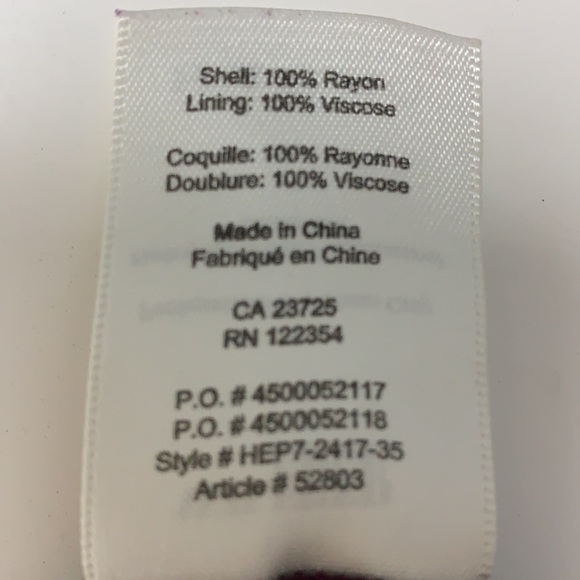 Shell: 100% Rayon
Lining: 100% Viscose
Coquille: 100% Rayonne
Doublure: 100% Viscose
Made in China
Fabriqué en Chine
CA 23725
RN 122354
P.O. # 4500052117
P.O. # 4500052118
Style # HEP7-2417-35
Article # 52803